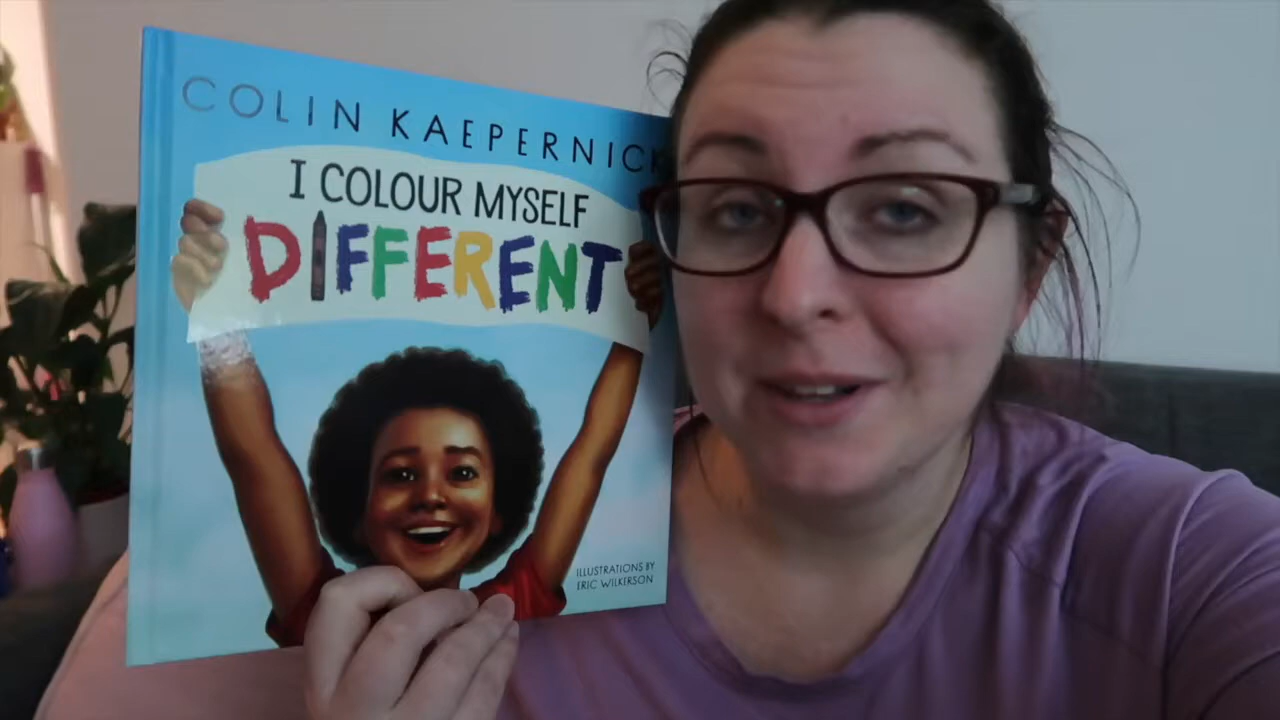 COLIN KAEPERNICK
I COLOUR MYSELF
DIFFERENT
ILLUSTRATIONS BY
ERIC WILKERSON